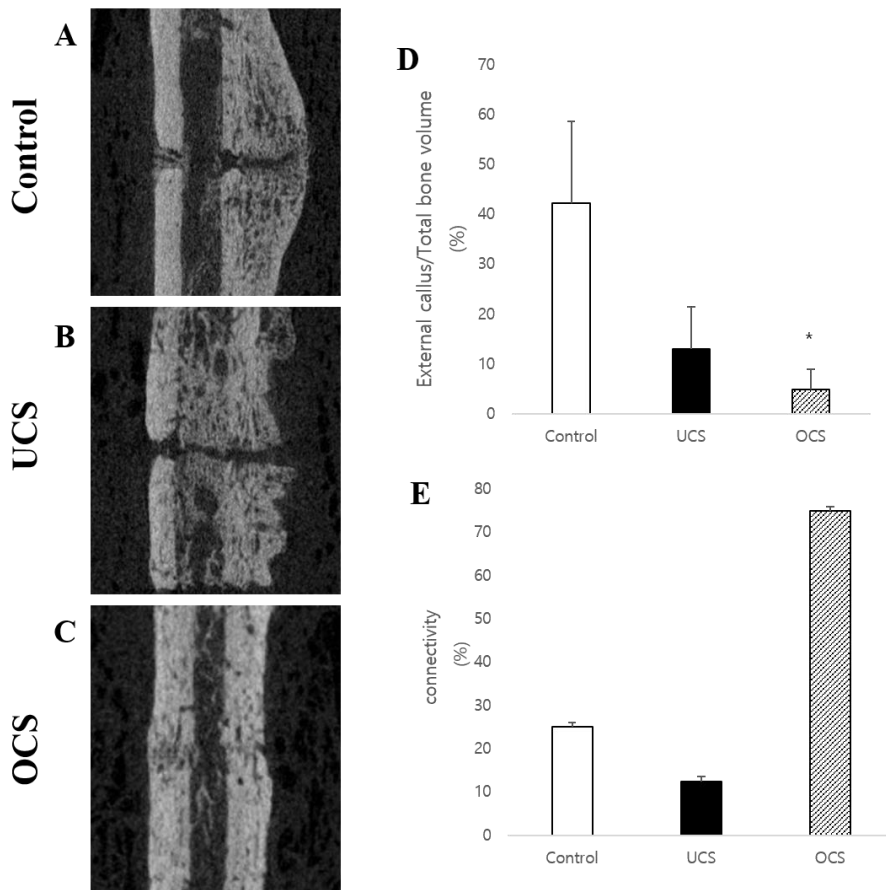 A
Control
B
UCS
C
OCS
D
External callus/Total bone volume
(%)
70
60
50
40
30
20
10
0
*
Control UCS OCS
E
connectivity
(%)
80
70
60
50
40
30
20
10
0
Control UCS OCS